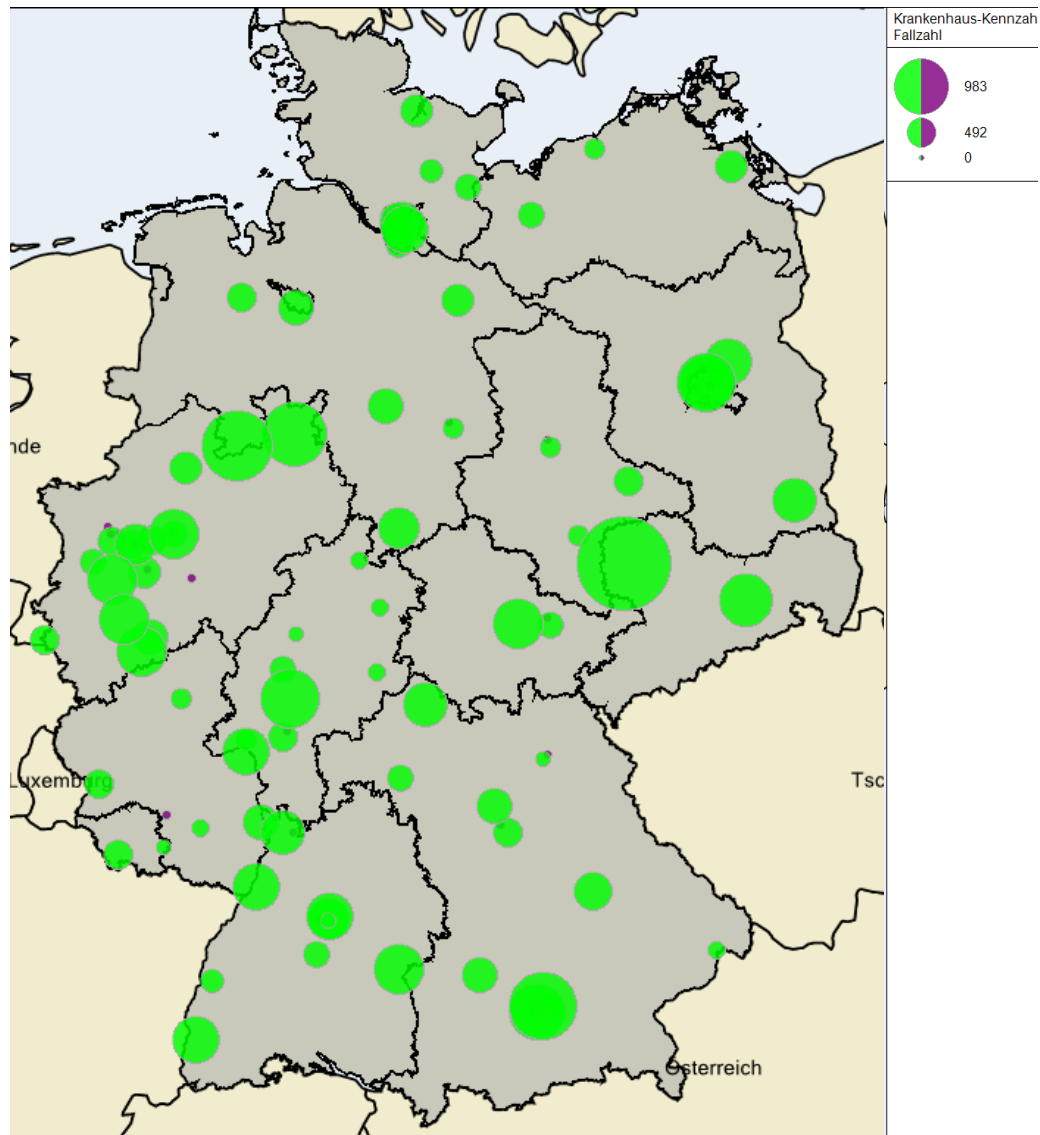 Krankenhaus-Kennzah
Fallzahl
983
492
0
nde
Luxemburg
Tsc
Österreich